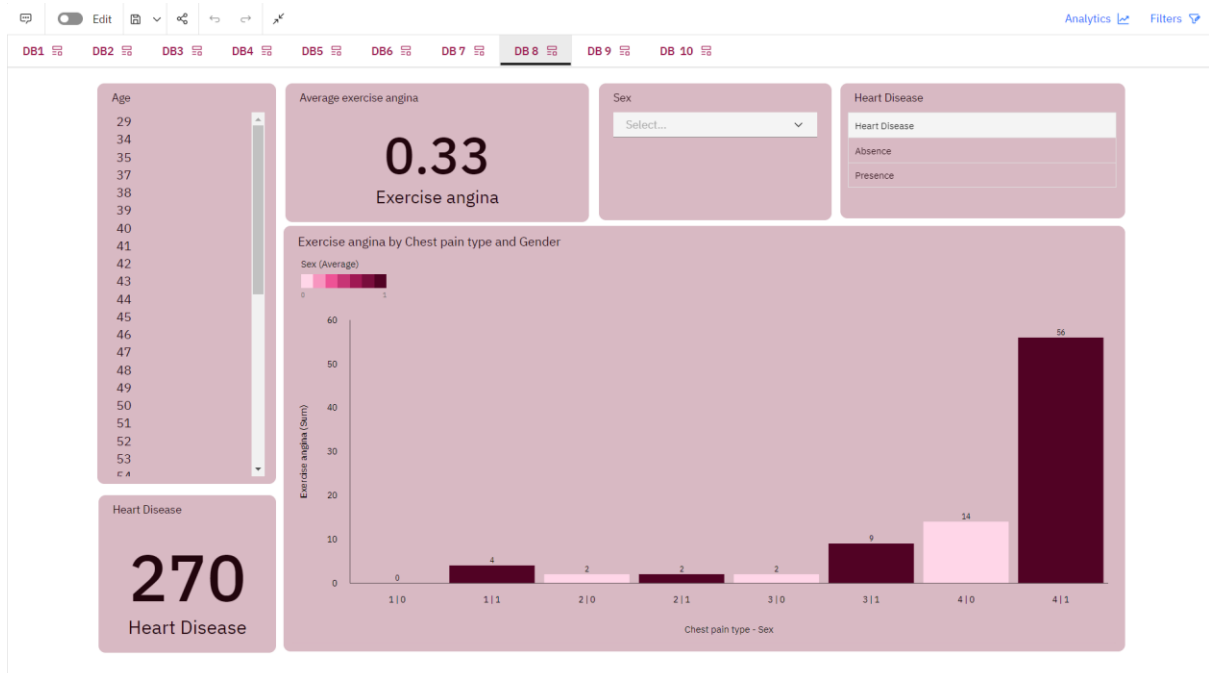 Edit
Analytics Filters
DB1 DB2 DB3 DB4 DB5 DB6 DB 7 DB 8 DB 9 DB 10
Age
29
34
35
37
38
39
40
41
42
43
44
45
46
47
48
49
50
51
52
53
54
Average exercise angina
0.33
Exercise angina
Sex
Select...
Heart Disease
Heart Disease
Absence
Presence
Heart Disease
270
Heart Disease
Exercise angina by Chest pain type and Gender
Sex (Average)
0 1
Exercise angina (Sum)
60
50
40
30
20
10
0
0 4 2 2 2 9 14 56
1|0 1|1 2|0 2|1 3|0 3|1 4|0 4|1
Chest pain type - Sex